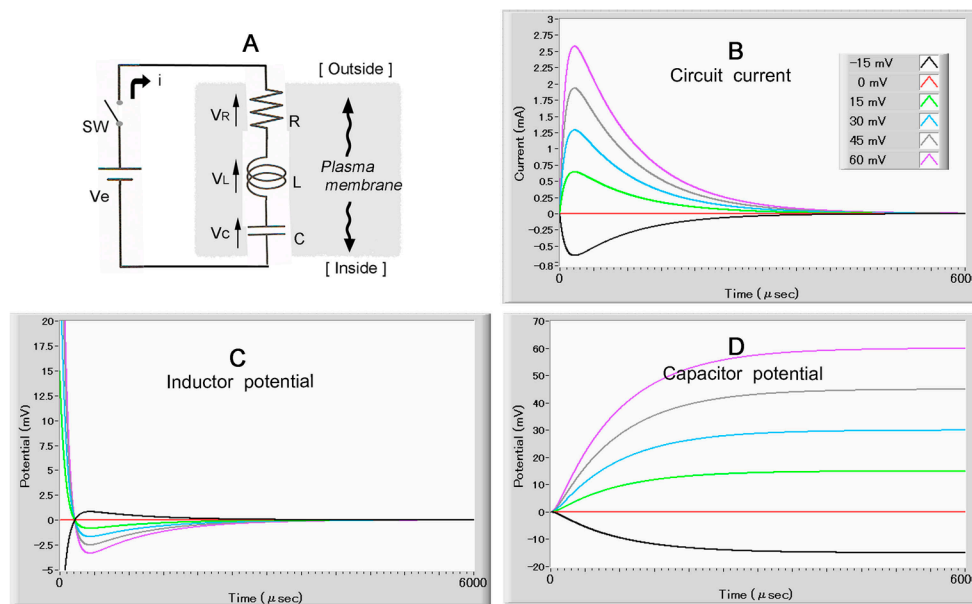 A
[ Outside ]
i
SW
VR
R
VL
L
Plasma
membrane
Ve
Vc
C
[ Inside ]
B
Circuit current
Current (mA)
3
2.75
2.5
2.25
2
1.75
1.5
1.25
1
0.75
0.5
0.25
0
-0.25
-0.5
-0.8
-15 mV
0 mV
15 mV
30 mV
45 mV
60 mV
0
6000
Time (μsec)
C
Inductor potential
Potential (mV)
20
17.5
15
12.5
10
7.5
5
2.5
0
-2.5
-5
0
6000
Time (μsec)
D
Capacitor potential
Potential (mV)
70
60
50
40
30
20
10
0
-10
-20
0
6000
Time (μsec)